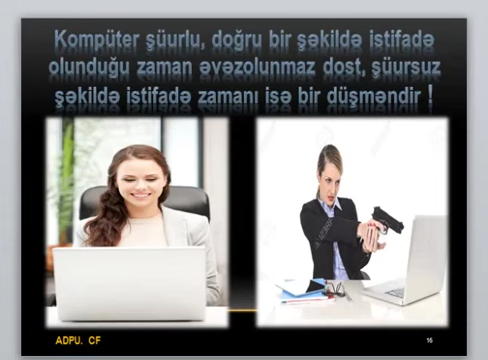 Kompüter şüurlu, doğru bir şəkildə istifadə
olunduğu zaman əvəzolunmaz dost, şüursuz
şəkildə istifadə zamanı isə bir düşməndir !
ADPU. CF
16